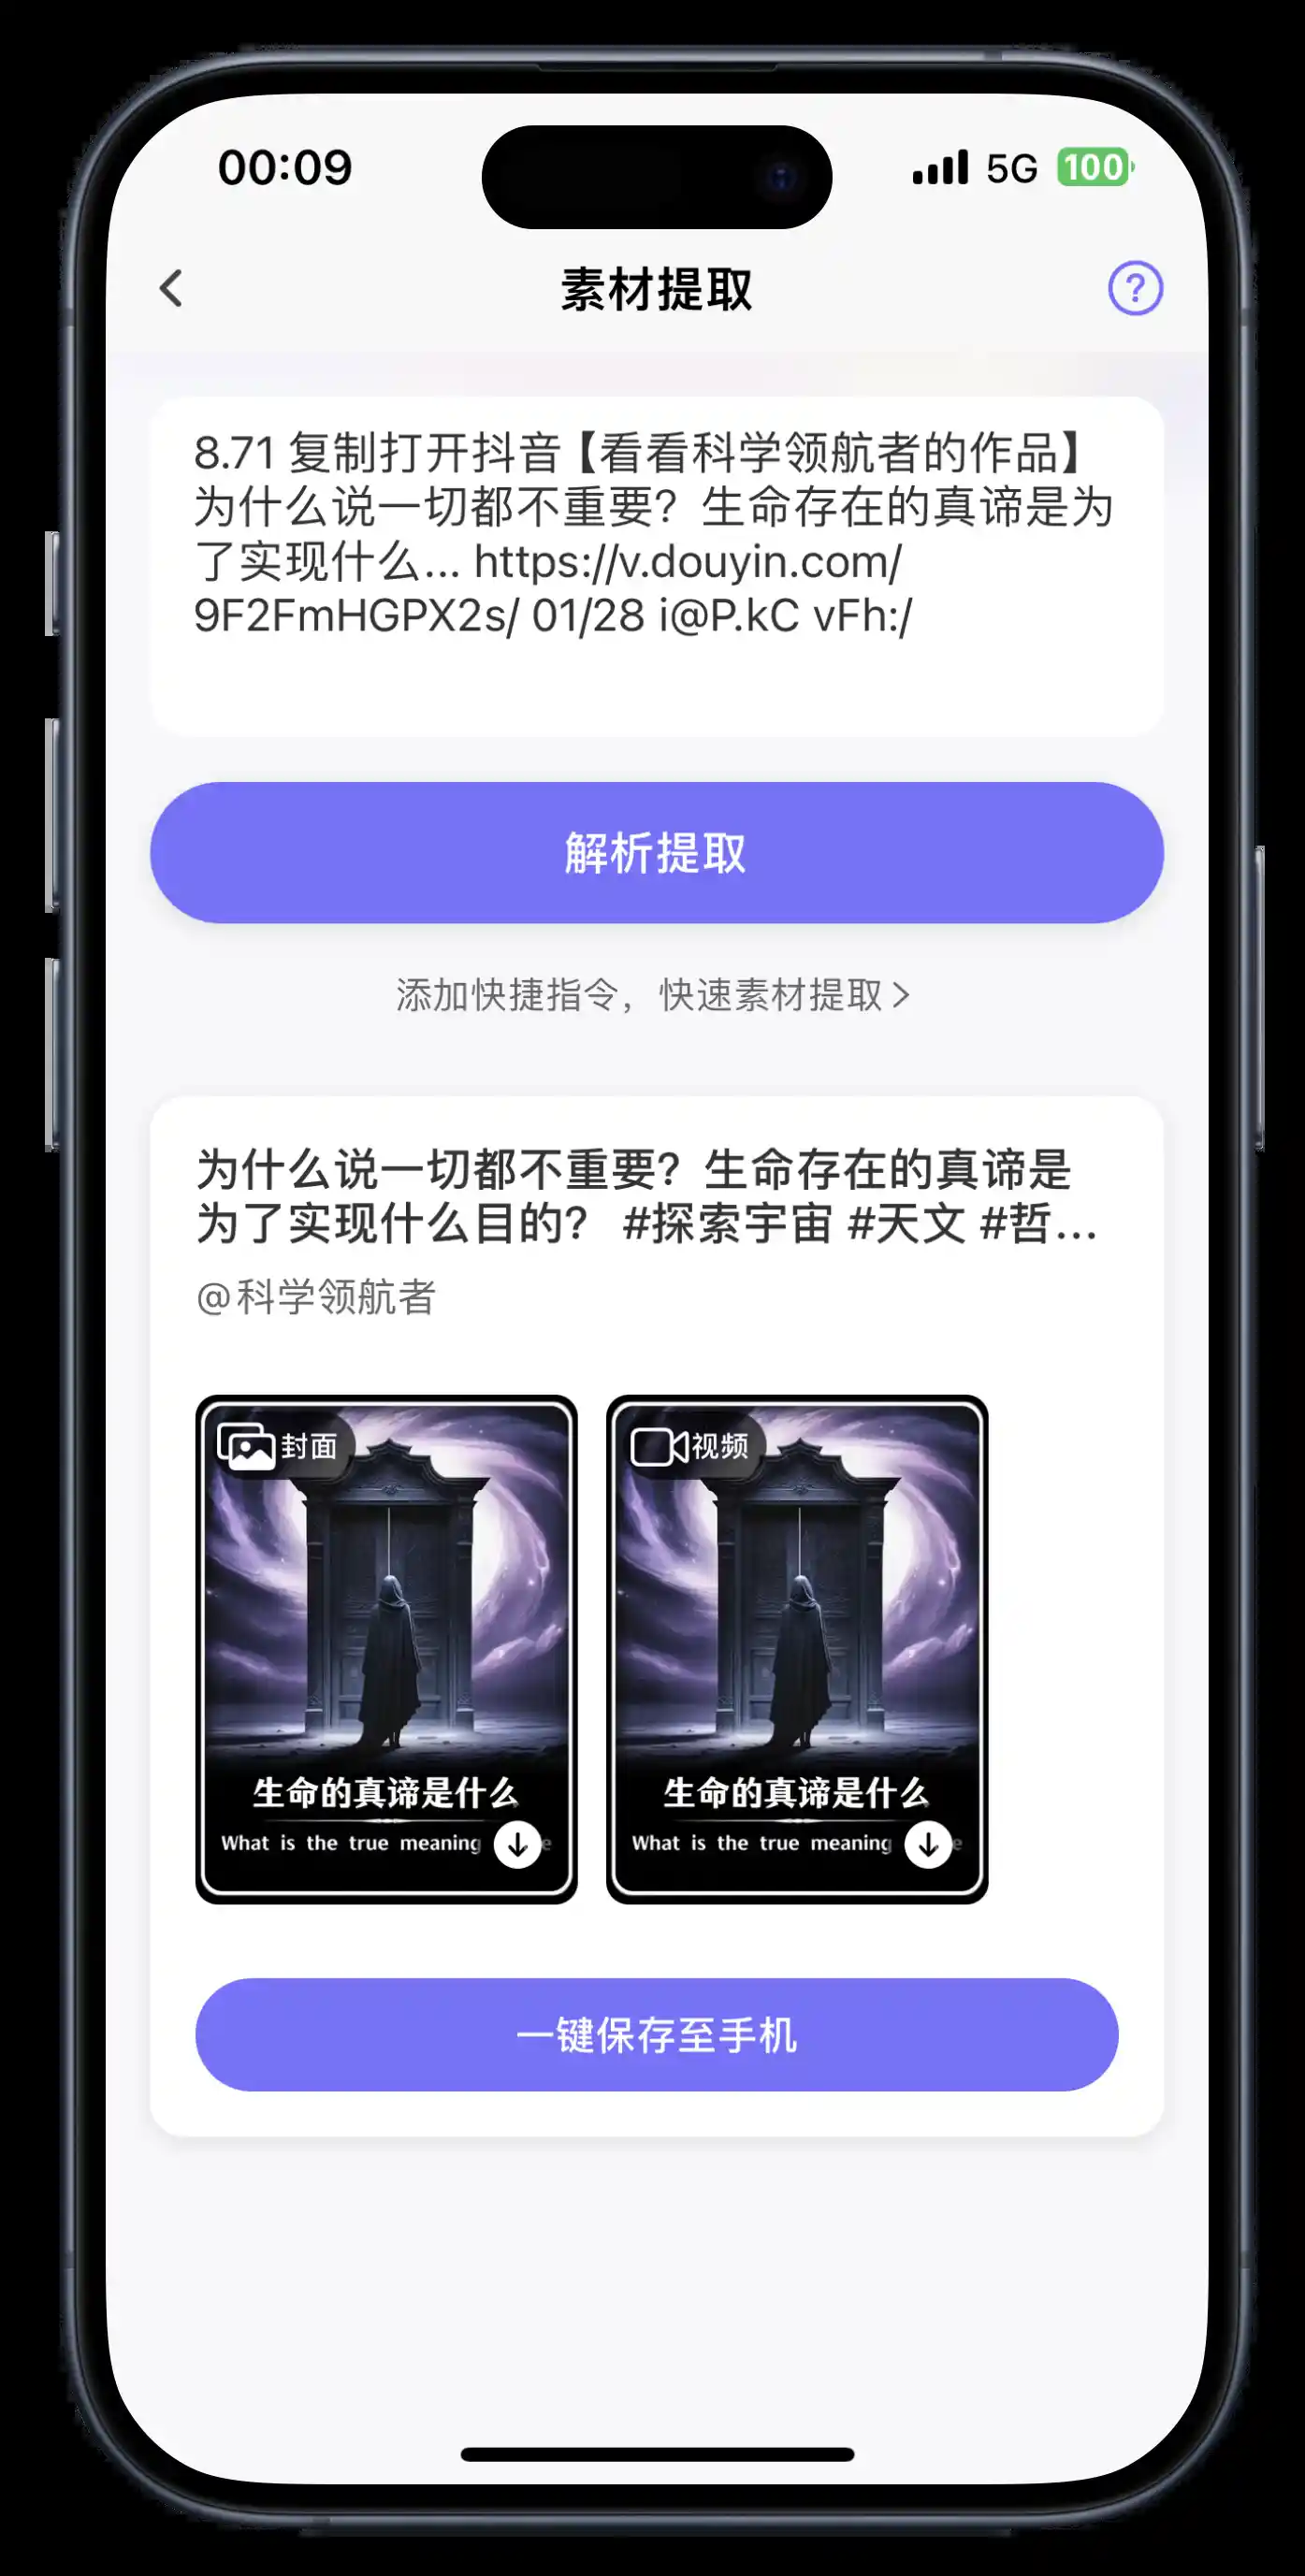 00:09
5G
100
素材提取
?
8.71 复制打开抖音【看看科学领航者的作品】
为什么说一切都不重要？生命存在的真谛是为
了实现什么... https://v.douyin.com/
9F2FmHGPX2s/ 01/28 i@P.kC vFh:/
解析提取
添加快捷指令，快速素材提取 >
为什么说一切都不重要？生命存在的真谛是
为了实现什么目的？ #探索宇宙 #天文 #哲...
@科学领航者
封面
生命的真谛是什么
What is the true meaning
视频
生命的真谛是什么
What is the true meaning
一键保存至手机